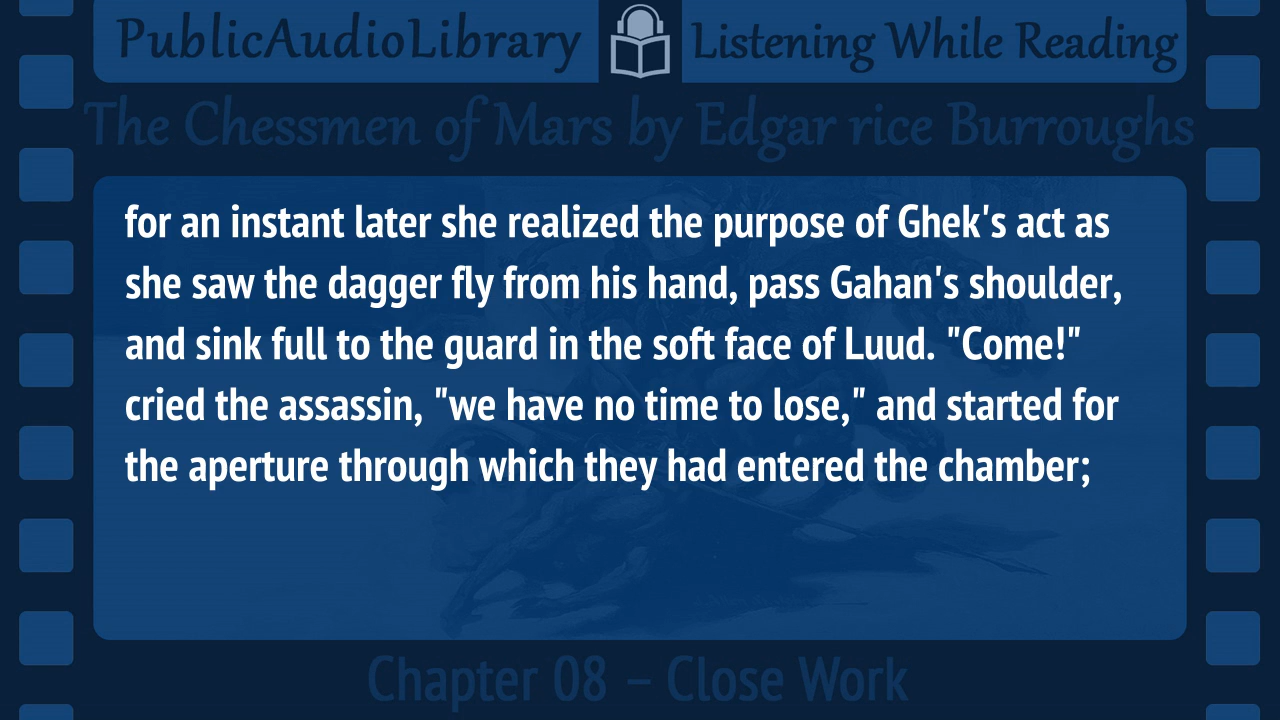 PublicAudioLibrary Listening While Reading
The Chessmen of Mars by Edgar rice Burroughs
for an instant later she realized the purpose of Ghek's act as
she saw the dagger fly from his hand, pass Gahan's shoulder,
and sink full to the guard in the soft face of Luud. "Come!"
cried the assassin, "we have no time to lose," and started for
the aperture through which they had entered the chamber;
Chapter 08 – Close Work